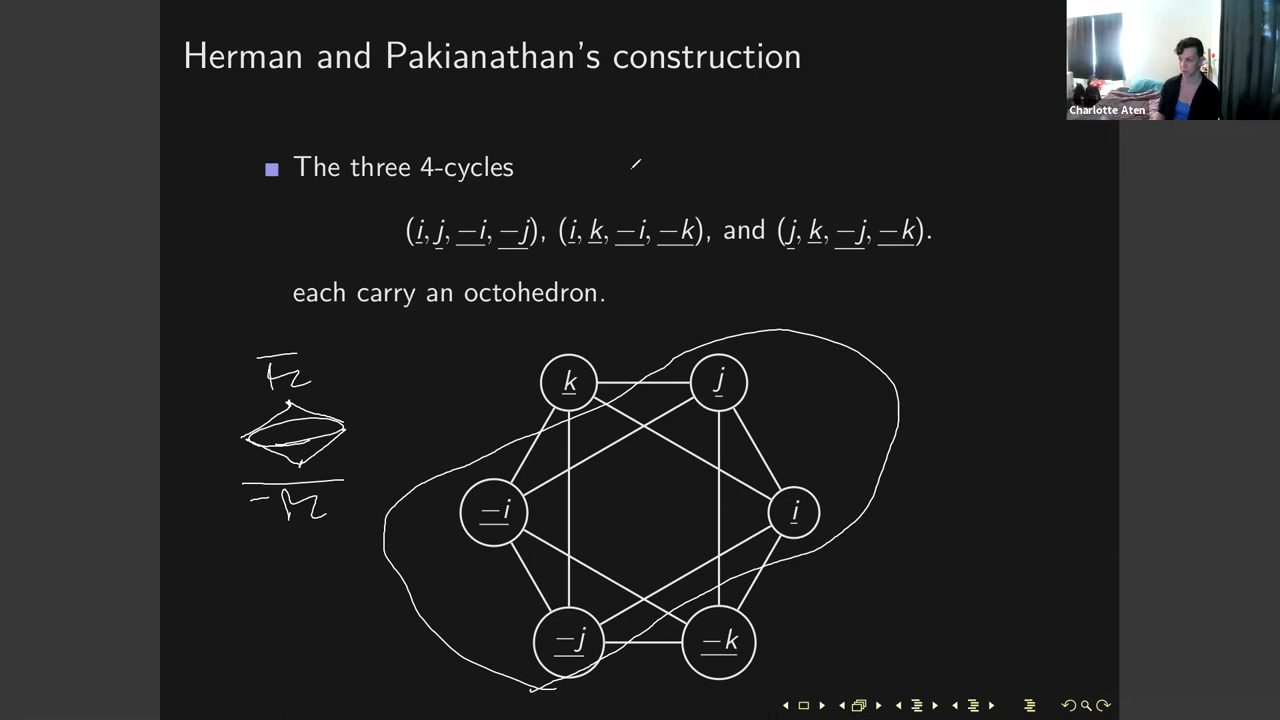 Herman and Pakianathan's construction
Charlotte Aten
The three 4-cycles
(i, j, −i, −j), (i, k, −i, −k), and (j, k, −j, −k).
each carry an octohedron.
k
j
−i
i
−j
−k